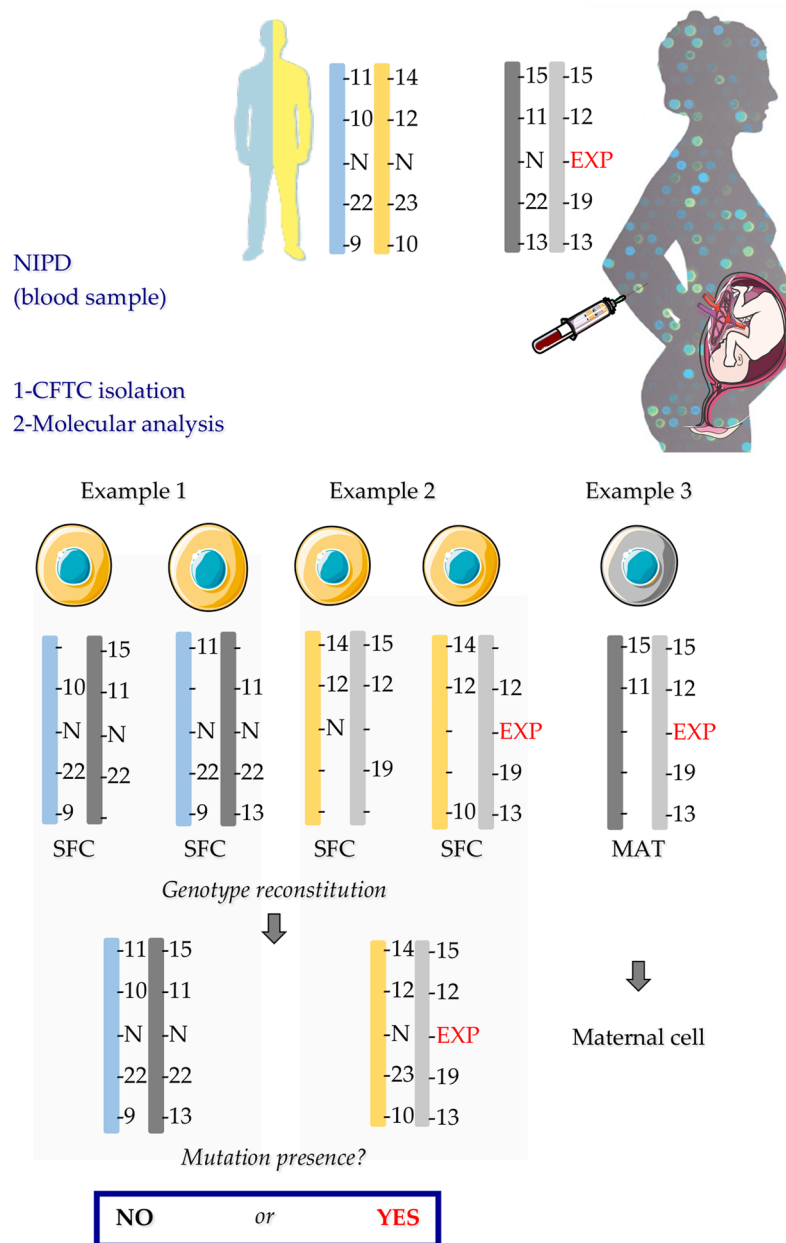 -11 -14 -15 -15
-10 -12 -11 -12
-N -N -N -EXP
-22 -23 -22 -19
-9 -10 -13 -13
NIPD
(blood sample)
1-CFTC isolation
2-Molecular analysis
Example 1 Example 2 Example 3
- -15 -11 - -14 -15 -14 - -15 -15
-10 -11 - -11 -12 -12 -12 -12 -11 -12
-N -N -N -N -N - - -EXP - -EXP
-22 -22 -22 -22 - -19 - -19 - -19
-9 - -9 -13 - - -10 -13 - -13
SFC SFC SFC SFC MAT
Genotype reconstitution
-11 -15 -14 -15
-10 -11 -12 -12
-N -N -N -EXP
-22 -22 -23 -19
-9 -13 -10 -13
Maternal cell
Mutation presence?
NO or YES